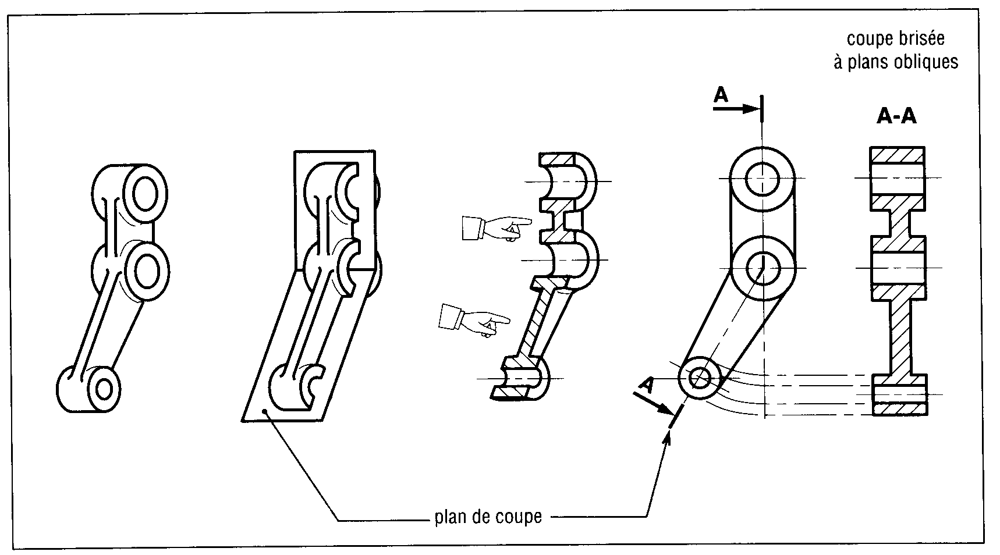 coupe brisée
à plans obliques
A
A-A
A
plan de coupe